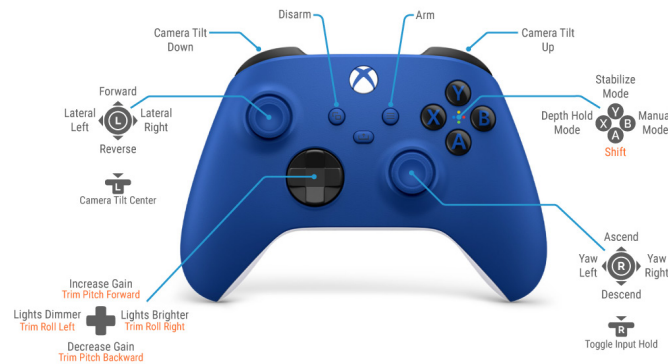 Disarm
Arm
Camera Tilt
Down
Camera Tilt
Up
Forward
Lateral
Left
L
Lateral
Right
Reverse
L
Camera Tilt Center
Y
X
B
A
Stabilize
Mode
Depth Hold
Mode
Y
X
B
A
Manual
Mode
Shift
Increase Gain
Trim Pitch Forward
Lights Dimmer
Trim Roll Left
Lights Brighter
Trim Roll Right
Decrease Gain
Trim Pitch Backward
Ascend
Yaw
Left
R
Yaw
Right
Descend
R
Toggle Input Hold